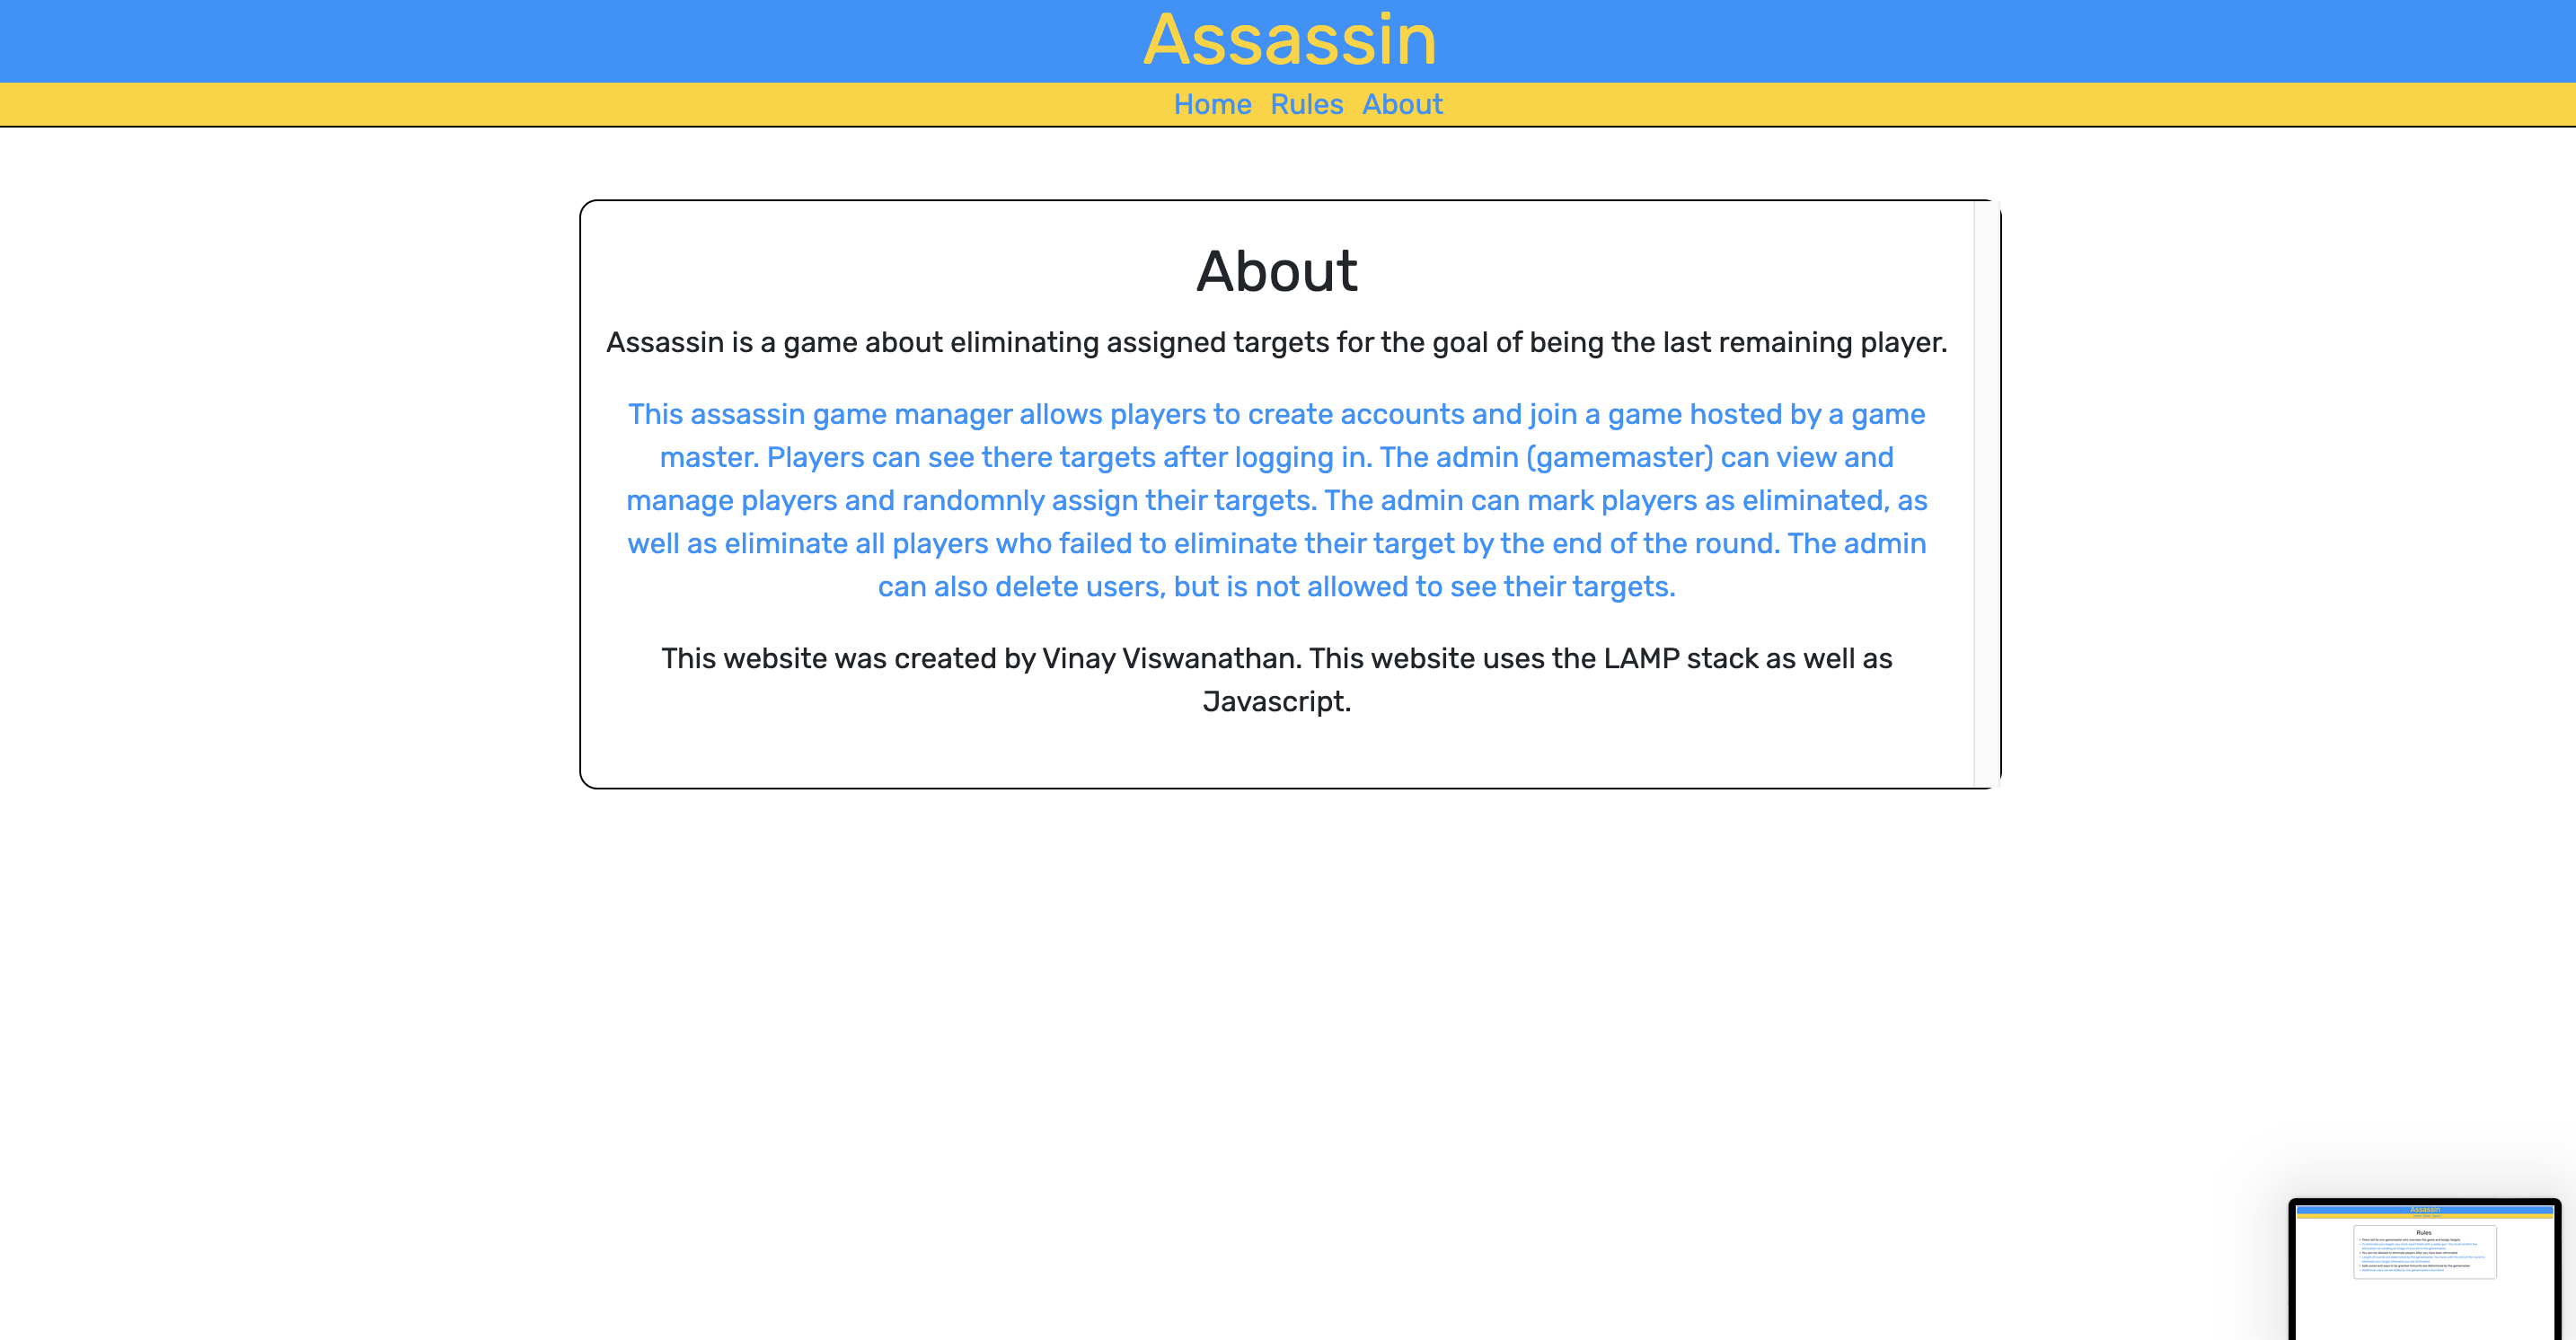 Assassin
Home Rules About
About
Assassin is a game about eliminating assigned targets for the goal of being the last remaining player.
This assassin game manager allows players to create accounts and join a game hosted by a game
master. Players can see there targets after logging in. The admin (gamemaster) can view and
manage players and randomnly assign their targets. The admin can mark players as eliminated, as
well as eliminate all players who failed to eliminate their target by the end of the round. The admin
can also delete users, but is not allowed to see their targets.
This website was created by Vinay Viswanathan. This website uses the LAMP stack as well as
Javascript.
Assassin
Rules